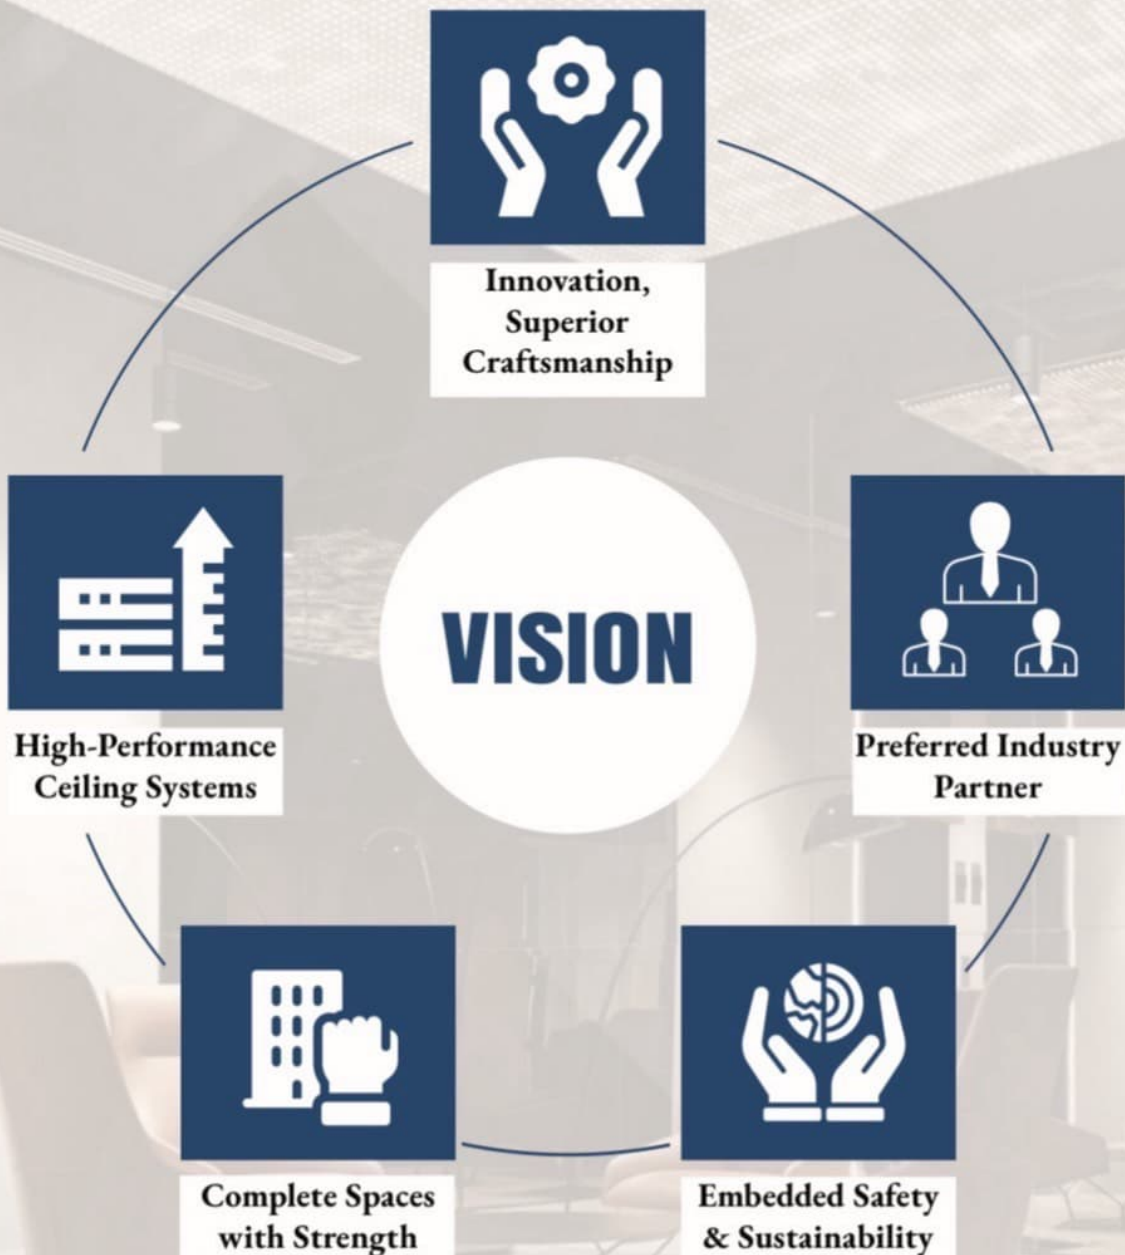 Innovation,
Superior
Craftsmanship
VISION
High-Performance
Ceiling Systems
Preferred Industry
Partner
Complete Spaces
with Strength
Embedded Safety
& Sustainability